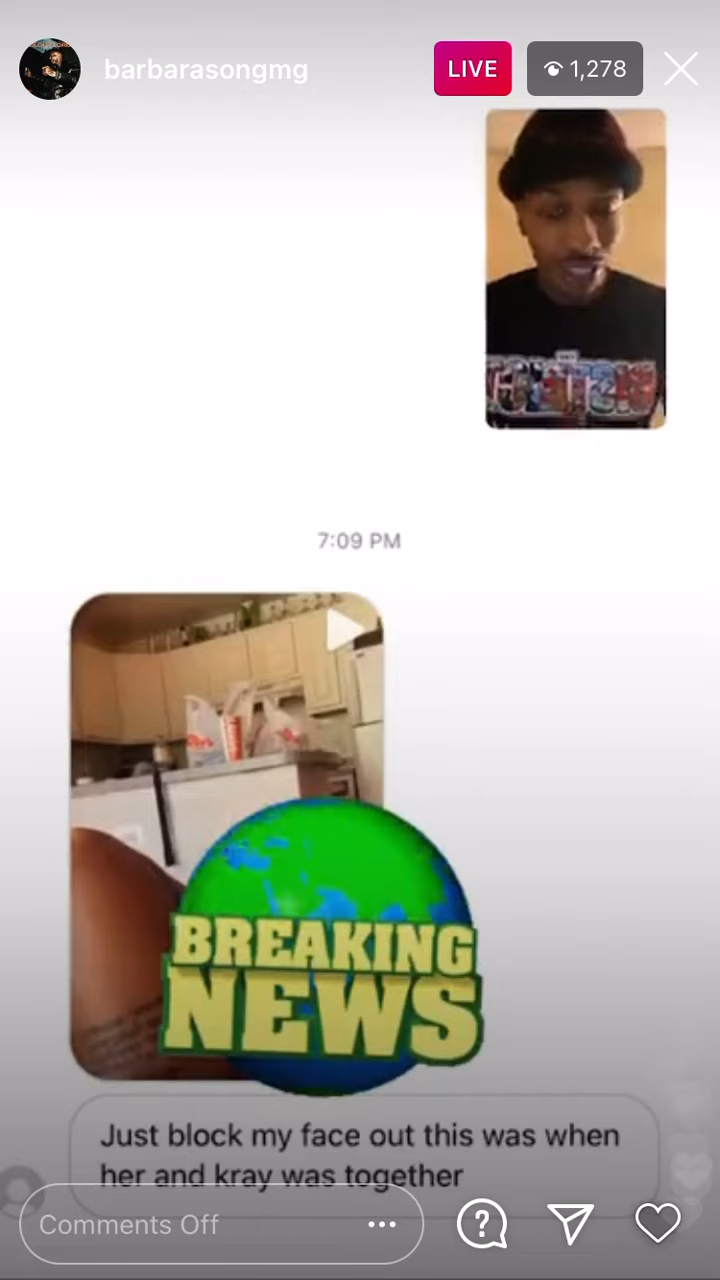 barbarasongmg
LIVE
1,278
7:09 PM
BREAKING
NEWS
Just block my face out this was when
her and kray was together
Comments Off